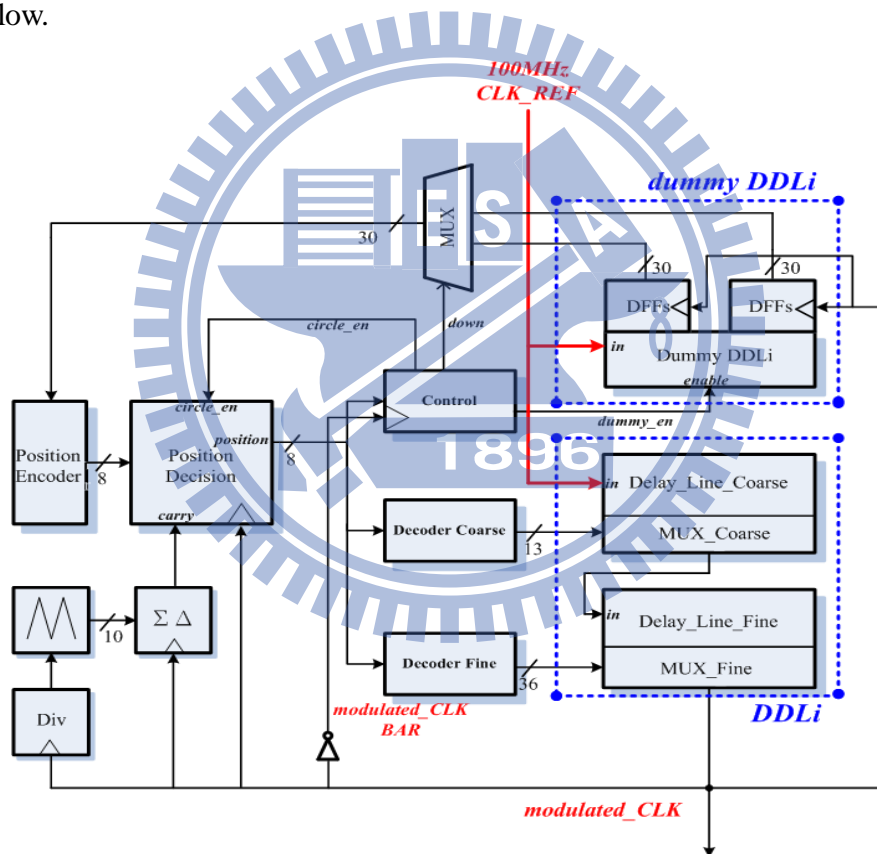 low.
100MHz
CLK_REF
dummy DDLi
MUX
30
30
30
DFFs
DFFs
in
Dummy DDLi
enable
circle_en
down
Control
dummy_en
circle_en
position
Position
Encoder
8
Position
Decision
carry
8
1896
in
Delay_Line_Coarse
MUX_Coarse
Decoder Coarse
13
10
Σ Δ
in
Delay_Line_Fine
MUX_Fine
Decoder Fine
36
DDLi
Div
modulated_CLK
BAR
modulated_CLK
ESA